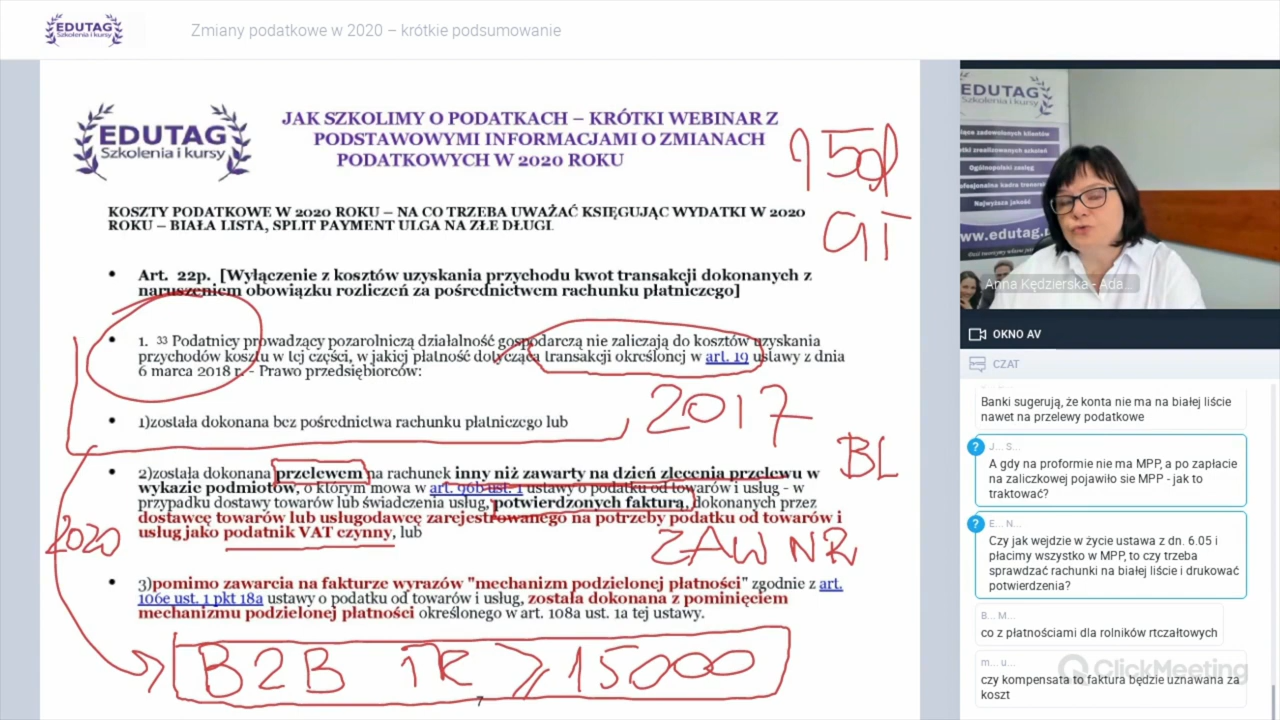 EDUTAG
Szkolenia i kursy
Zmiany podatkowe w 2020 – krótkie podsumowanie
EDUTAG
Szkolenia i kursy
JAK SZKOLIMY O PODATKACH – KRÓTKI WEBINAR Z
PODSTAWOWYMI INFORMACJAMI O ZMIANACH
PODATKOWYCH W 2020 ROKU
KOSZTY PODATKOWE W 2020 ROKU – NA CO TRZEBA UWAŻAĆ KSIĘGUJĄC WYDATKI W 2020
ROKU – BIAŁA LISTA, SPLIT PAYMENT ULGA NA ZŁE DŁUGI.
• Art. 22p. [Wyłączenie z kosztów uzyskania przychodu kwot transakcji dokonanych z
naruszeniem obowiązku rozliczeń za pośrednictwem rachunku płatniczego]
• 1. 33 Podatnicy prowadzący pozarolniczą działalność gospodarczą nie zaliczają do kosztów uzyskania
przychodów kosztu w tej części, w jakiej płatność dotycząca transakcji określonej w art. 19 ustawy z dnia
6 marca 2018 r. - Prawo przedsiębiorców:
2017
• 1)została dokonana bez pośrednictwa rachunku płatniczego lub
BL
• 2)została dokonana przelewem na rachunek inny niż zawarty na dzień zlecenia przelewu w
wykazie podmiotów, o którym mowa w art. 96b ust. 1 ustawy o podatku od towarów i usług - w
przypadku dostawy towarów lub świadczenia usług, potwierdzonych fakturą, dokonanych przez
dostawcę towarów lub usługodawcę zarejestrowanego na potrzeby podatku od towarów i
usług jako podatnik VAT czynny, lub
2020
ZAW NR
• 3)pomimo zawarcia na fakturze wyrazów "mechanizm podzielonej płatności" zgodnie z art.
106e ust. 1 pkt 18a ustawy o podatku od towarów i usług, została dokonana z pominięciem
mechanizmu podzielonej płatności określonego w art. 108a ust. 1a tej ustawy.
B2B TR ⩾ 15000
7
EDUTAG
Szkolenia i kursy
Ogólnopolski zasięg
Najwyższa jakość
www.edutag.
Anna Kędzierska - Ada...
OKNO AV
CZAT
Banki sugerują, że konta nie ma na białej liście
nawet na przelewy podatkowe
? J... S...
A gdy na proformie nie ma MPP, a po zapłacie
na zaliczkowej pojawiło sie MPP - jak to
traktować?
? E... N...
Czy jak wejdzie w życie ustawa z dn. 6.05 i
płacimy wszystko w MPP, to czy trzeba
sprawdzać rachunki na białej liście i drukować
potwierdzenia?
B... M...
co z płatnościami dla rolników rtczałtowych
m... u...
czy kompensata to faktura będzie uznawana za
koszt
ClickMeeting